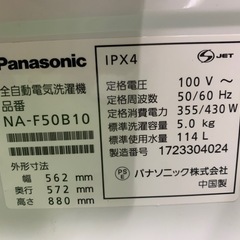 Panasonic
全自動電気洗濯機
品番
NA-F50B10
外形寸法
幅 562 mm
奥行 572 mm
高さ 880 mm
IPX4
S JET
定格電圧 100 V～
定格周波数 50/60 Hz
定格消費電力 355/430 W
標準洗濯容量 5.0 kg
標準使用水量 114 L
1723304024
PS E
パナソニック株式会社
中国製